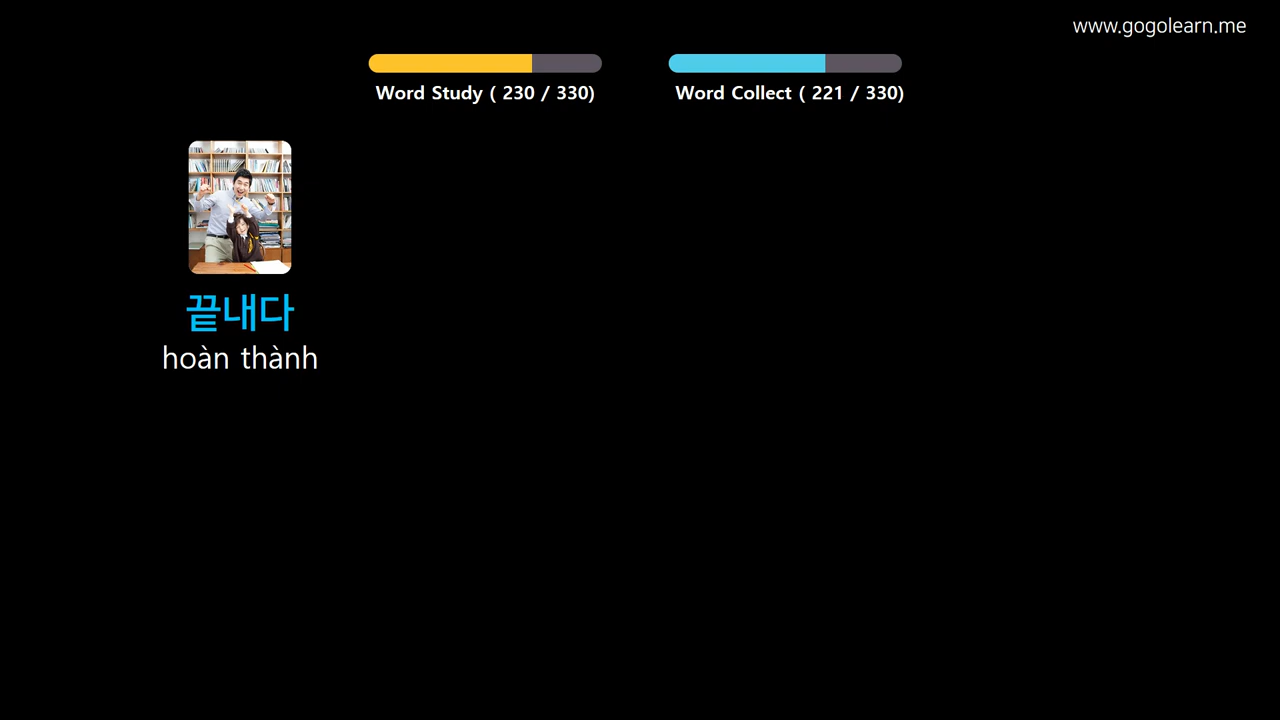 www.gogolearn.me
Word Study ( 230 / 330)
Word Collect ( 221 / 330)
끝내다
hoàn thành